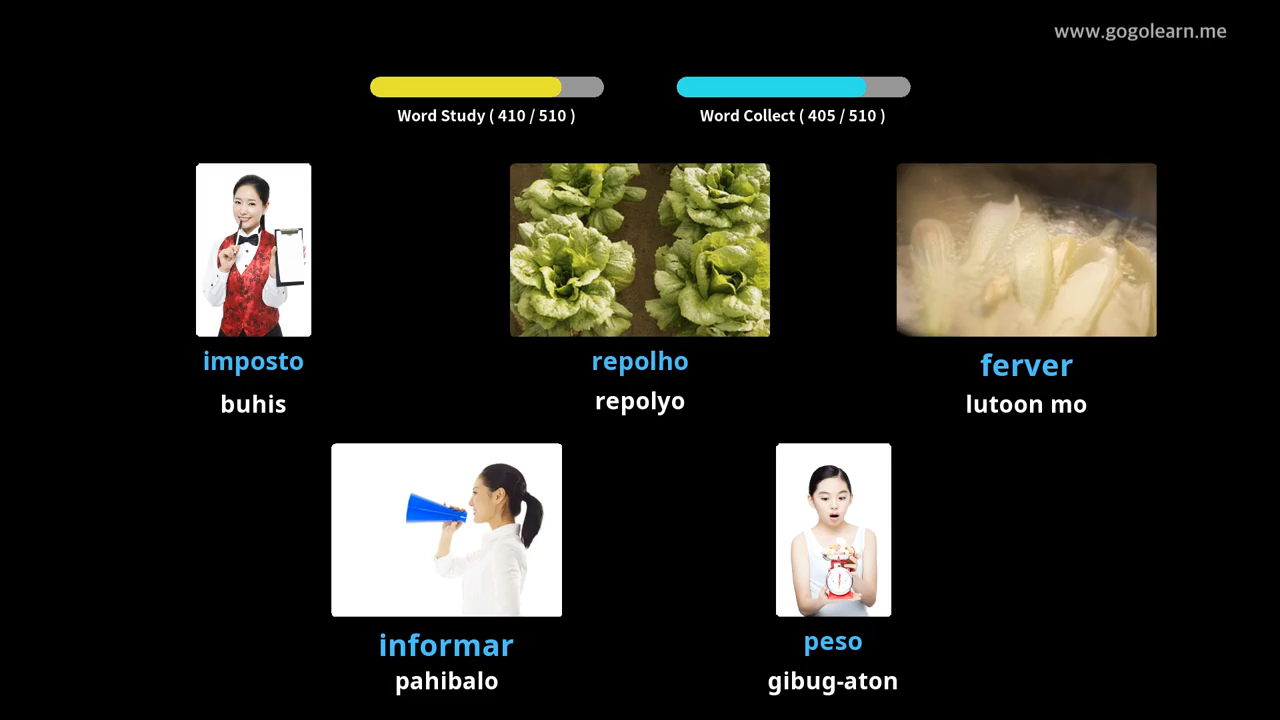 www.gogolearn.me
Word Study ( 410 / 510 )
Word Collect ( 405 / 510 )
imposto
buhis
repolho
repolyo
ferver
lutoon mo
informar
pahibalo
peso
gibug-aton